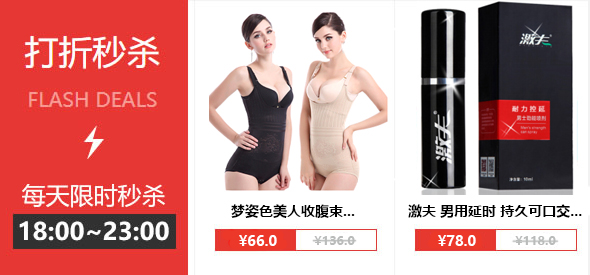 打折秒杀
FLASH DEALS
每天限时秒杀
18:00~23:00
梦姿色美人收腹束...
¥66.0 ¥136.0
激夫
耐力控延
激夫
激夫 男用延时 持久可口交...
¥78.0 ¥118.0